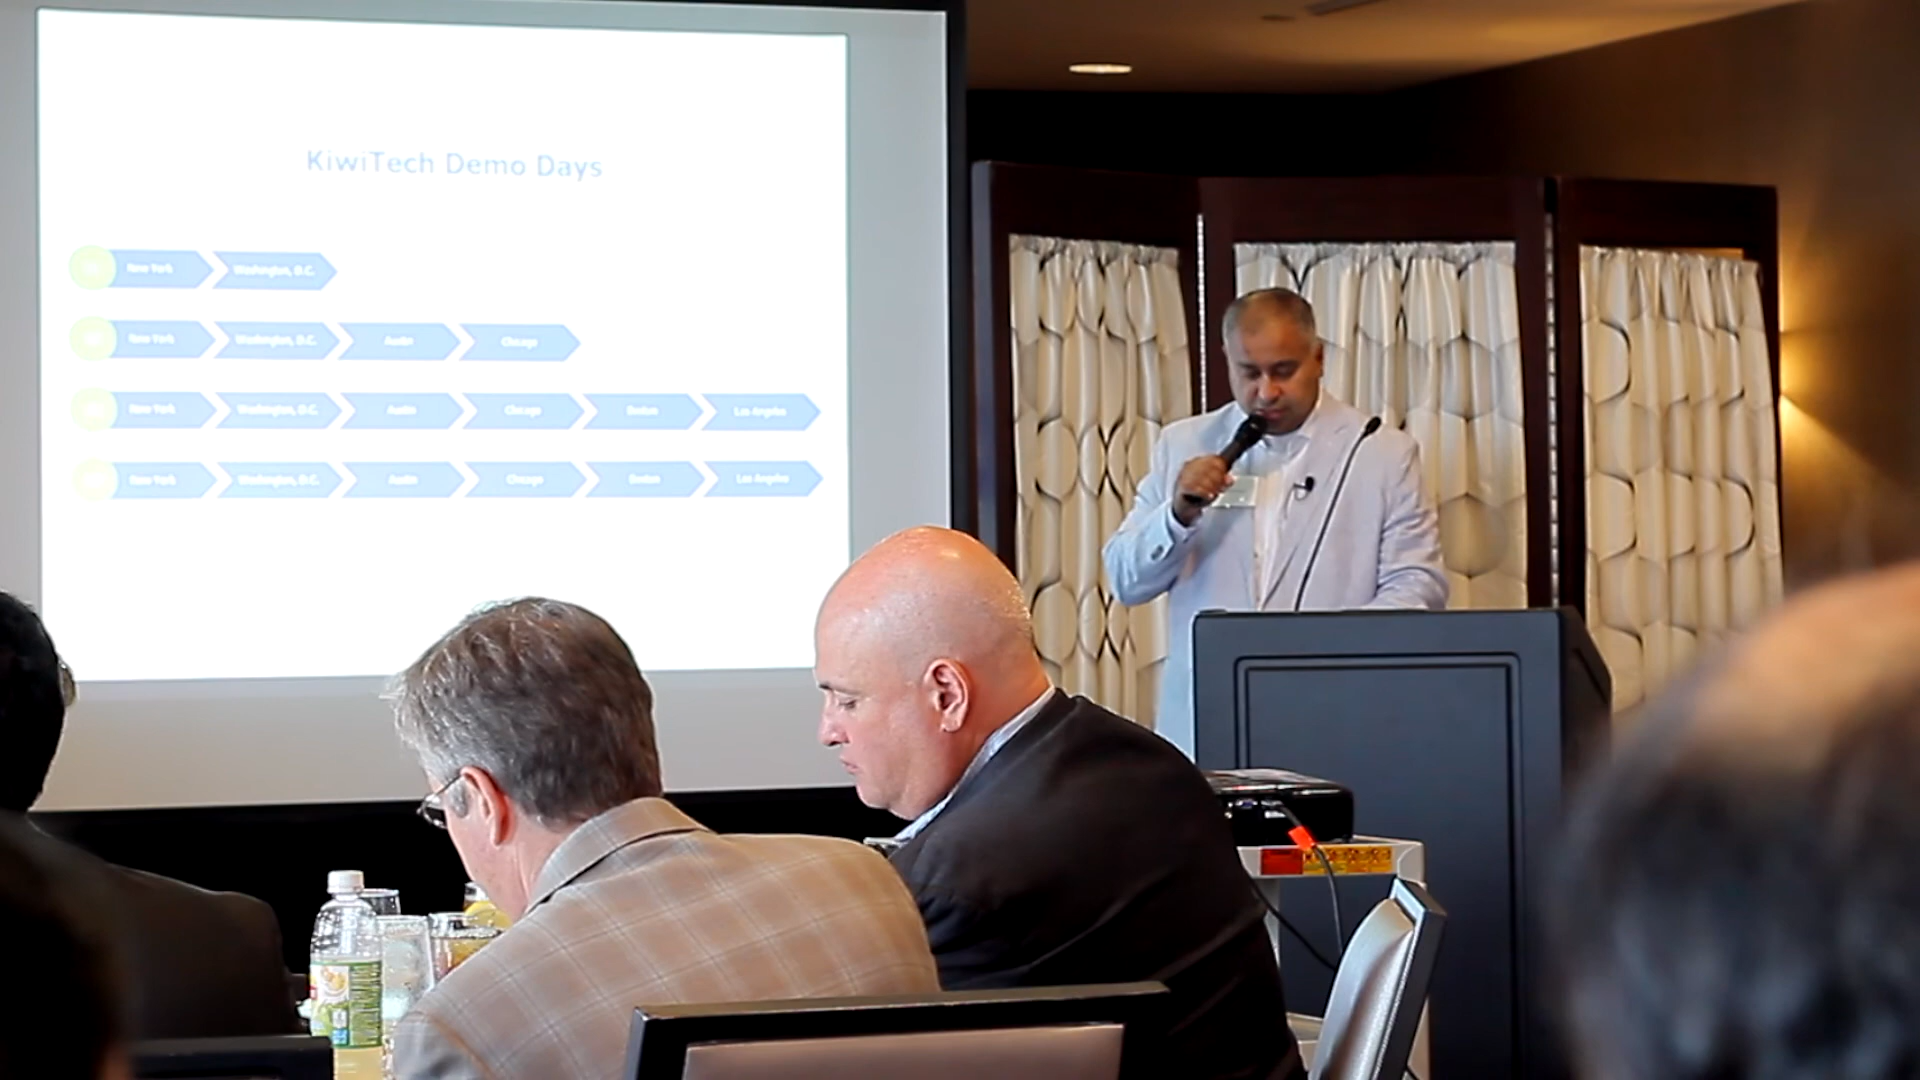 KiwiTech Demo Days
New York Washington, D.C.
New York Washington, D.C. Austin Chicago
New York Washington, D.C. Austin Chicago Boston Los Angeles
New York Washington, D.C. Austin Chicago Boston Los Angeles